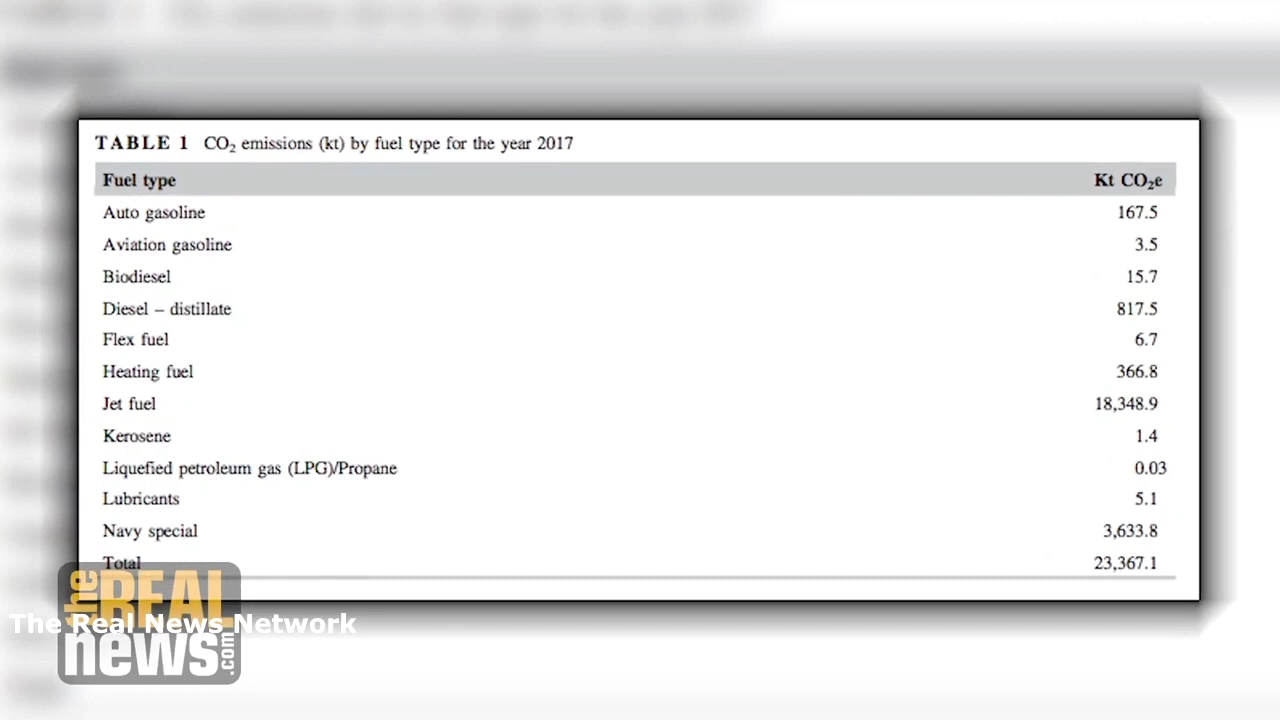 TABLE 1 CO₂ emissions (kt) by fuel type for the year 2017
Fuel type Kt CO₂e
Auto gasoline 167.5
Aviation gasoline 3.5
Biodiesel 15.7
Diesel – distillate 817.5
Flex fuel 6.7
Heating fuel 366.8
Jet fuel 18,348.9
Kerosene 1.4
Liquefied petroleum gas (LPG)/Propane 0.03
Lubricants 5.1
Navy special 3,633.8
Total 23,367.1
the REAL
The Real News Network
news.com